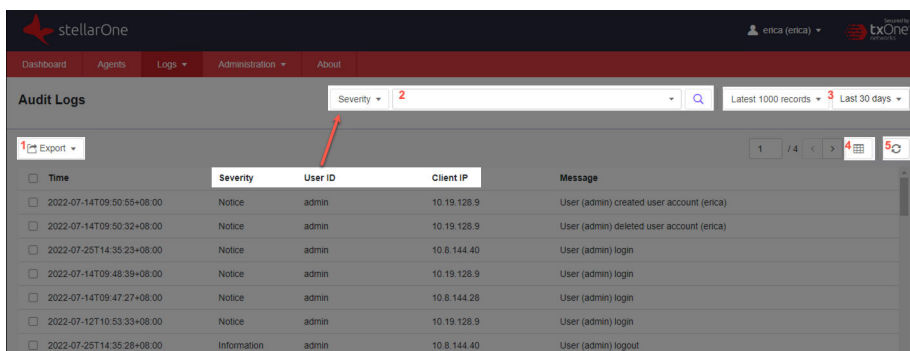 stellarOne
erica (erica)
Secured by
txOne
networks
Dashboard Agents Logs Administration About
Audit Logs
Severity 2
Latest 1000 records 3 Last 30 days
1 Export
1 / 4 < > 4 5
Time Severity User ID Client IP Message
2022-07-14T09:50:55+08:00 Notice admin 10.19.128.9 User (admin) created user account (erica)
2022-07-14T09:50:32+08:00 Notice admin 10.19.128.9 User (admin) deleted user account (erica)
2022-07-25T14:35:23+08:00 Notice admin 10.8.144.40 User (admin) login
2022-07-14T09:48:39+08:00 Notice admin 10.19.128.9 User (admin) login
2022-07-14T09:47:27+08:00 Notice admin 10.8.144.28 User (admin) login
2022-07-12T10:53:33+08:00 Notice admin 10.19.128.9 User (admin) login
2022-07-25T14:35:28+08:00 Information admin 10.8.144.40 User (admin) logout